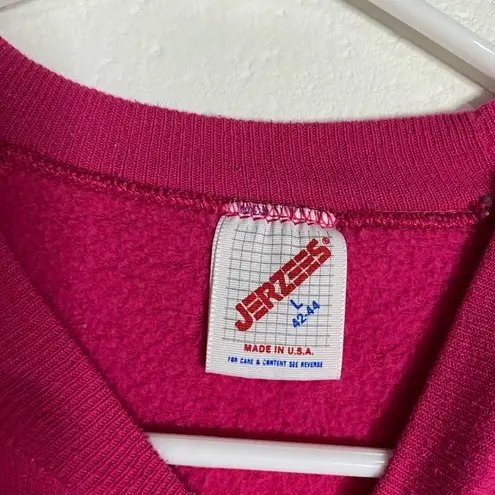 JERZEES®
L
42-44
MADE IN U.S.A.
FOR CARE & CONTENT SEE REVERSE